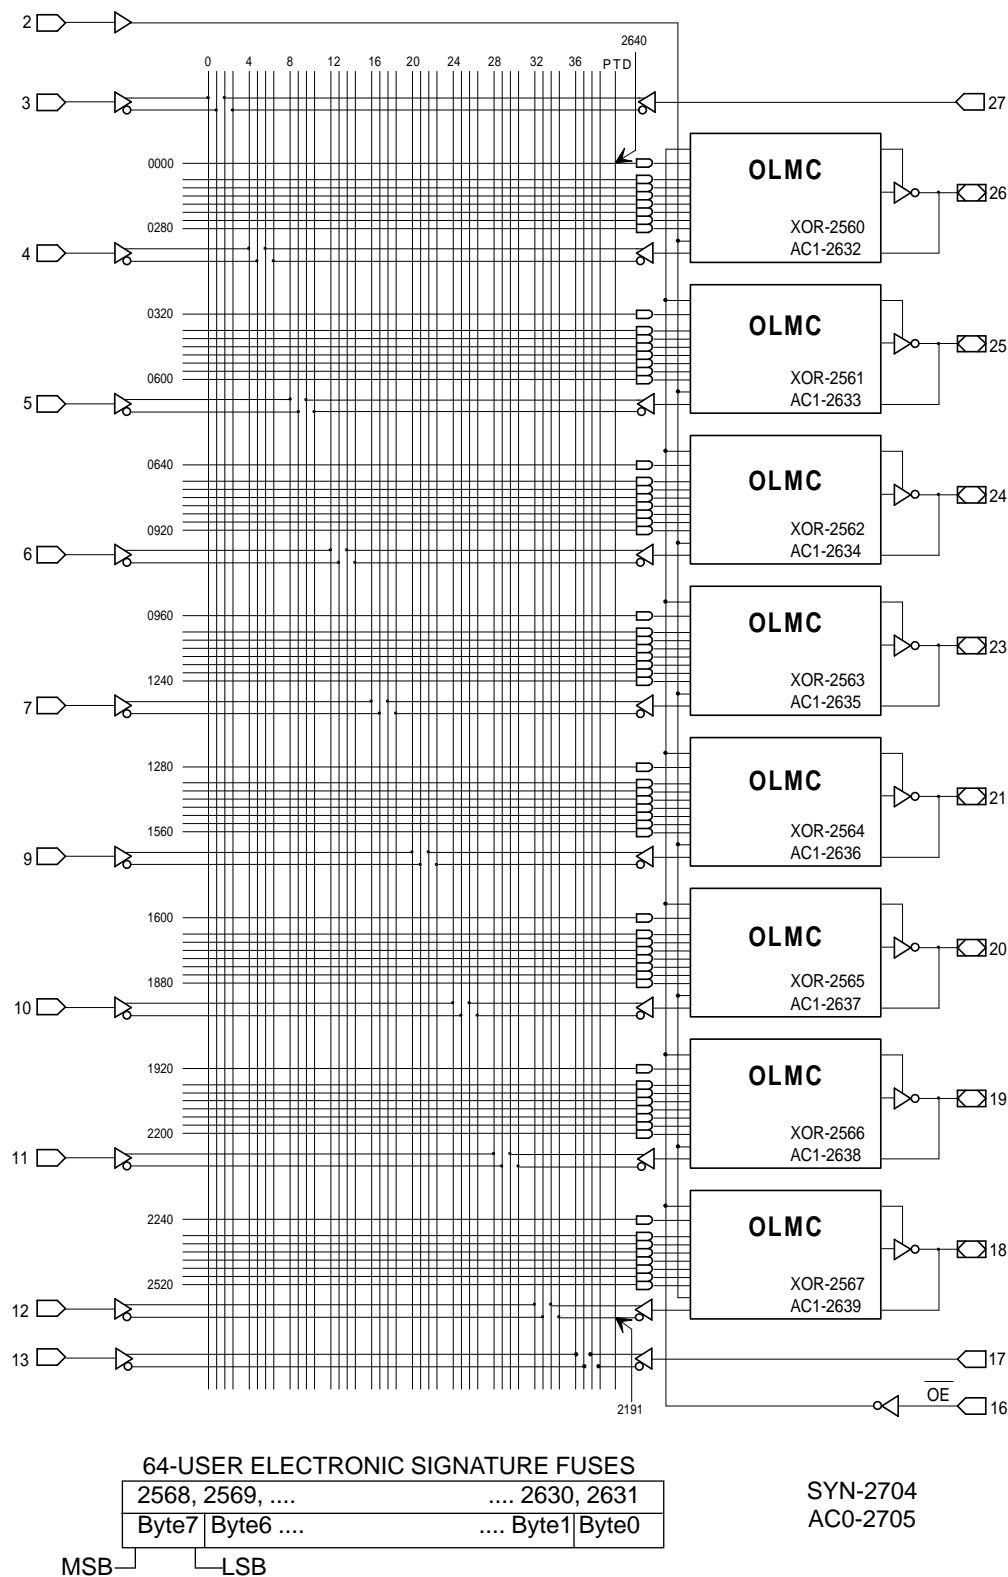 2
2640
0 4 8 12 16 20 24 28 32 36 PTD
3 27
0000
OLMC
26
0280
XOR-2560
4
AC1-2632
0320
OLMC
25
0600
XOR-2561
5
AC1-2633
0640
OLMC
24
0920
XOR-2562
6
AC1-2634
0960
OLMC
23
1240
XOR-2563
7
AC1-2635
1280
OLMC
21
1560
XOR-2564
9
AC1-2636
1600
OLMC
20
1880
XOR-2565
10
AC1-2637
1920
OLMC
19
2200
XOR-2566
11
AC1-2638
2240
OLMC
18
2520
XOR-2567
12
AC1-2639
13 17
OE
16
2191
64-USER ELECTRONIC SIGNATURE FUSES
2568, 2569, .... .... 2630, 2631
Byte7 Byte6 .... .... Byte1 Byte0
MSB LSB
SYN-2704
AC0-2705